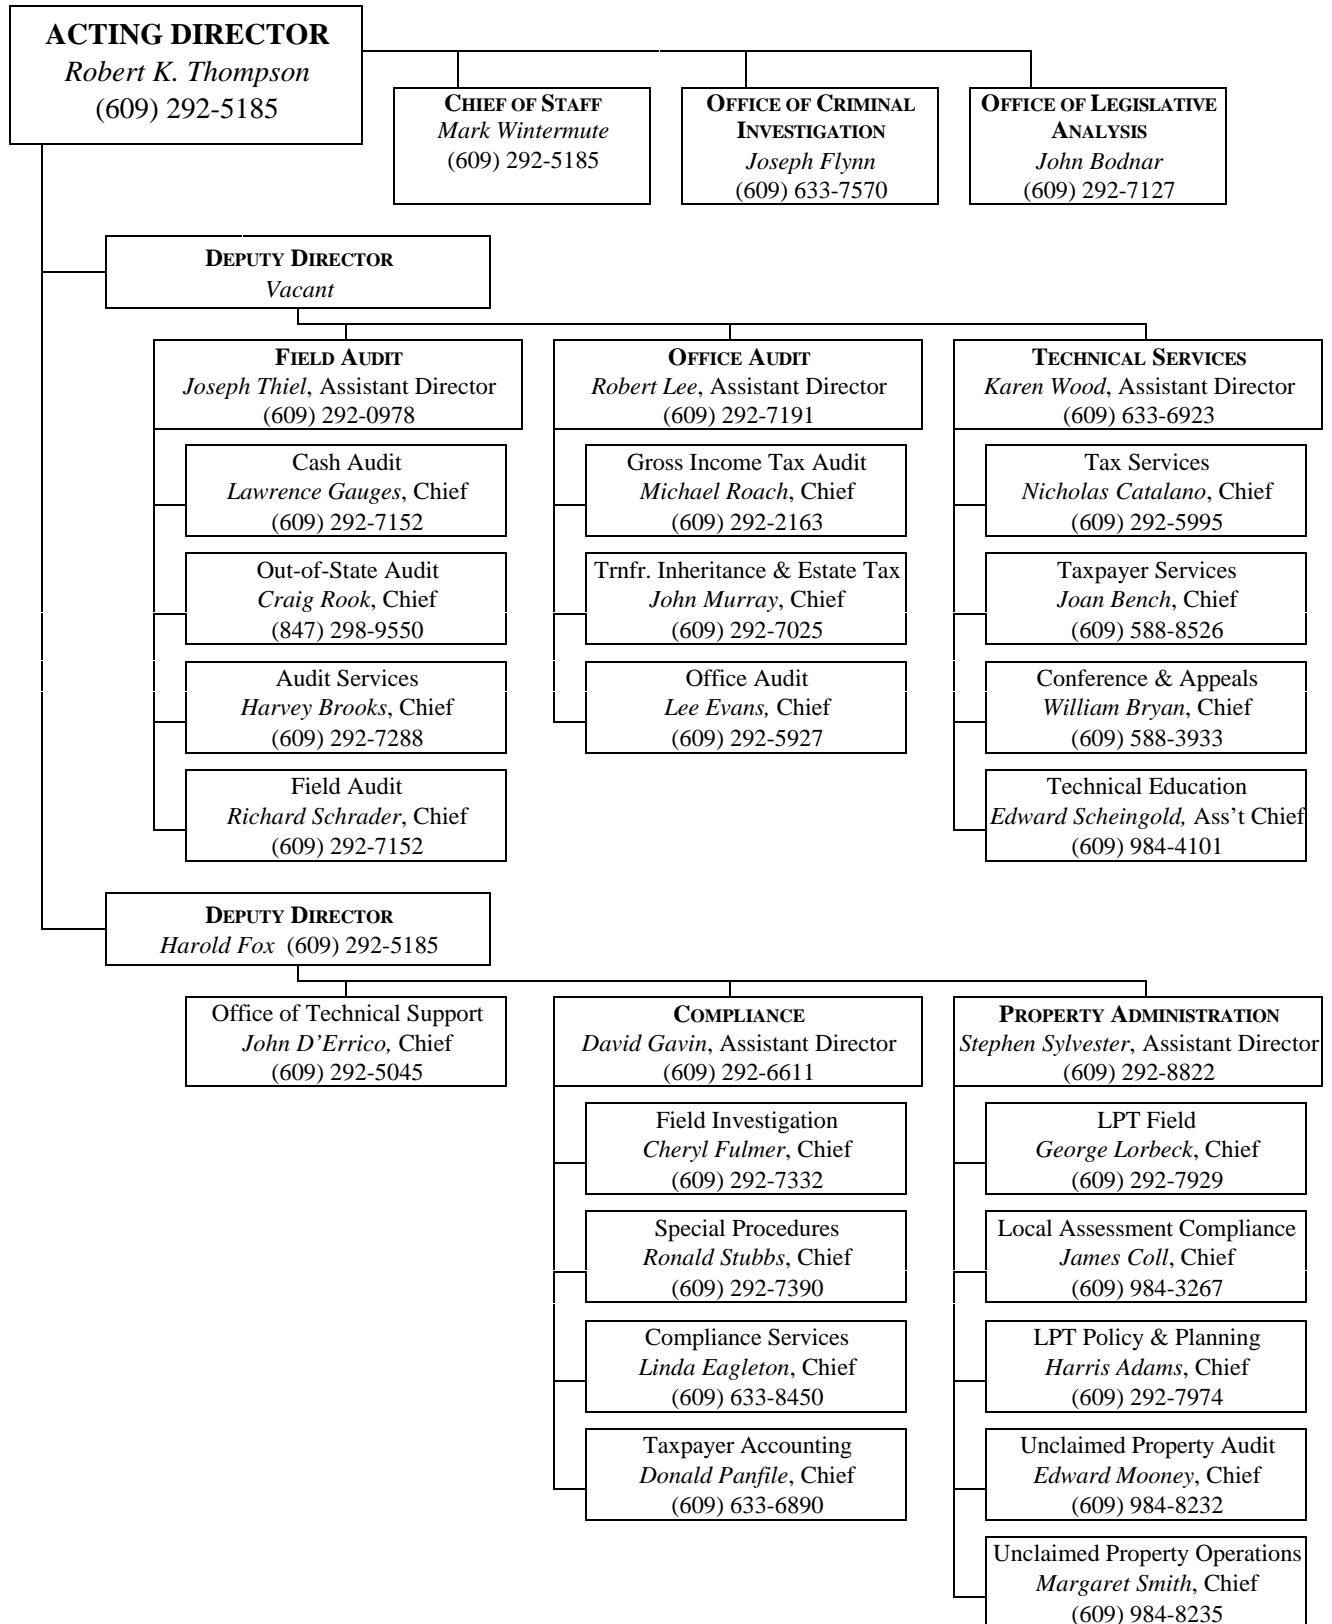 ACTING DIRECTOR
Robert K. Thompson
(609) 292-5185
CHIEF OF STAFF
Mark Wintermute
(609) 292-5185
OFFICE OF CRIMINAL
INVESTIGATION
Joseph Flynn
(609) 633-7570
OFFICE OF LEGISLATIVE
ANALYSIS
John Bodnar
(609) 292-7127
DEPUTY DIRECTOR
Vacant
FIELD AUDIT
Joseph Thiel, Assistant Director
(609) 292-0978
Cash Audit
Lawrence Gauges, Chief
(609) 292-7152
Out-of-State Audit
Craig Rook, Chief
(847) 298-9550
Audit Services
Harvey Brooks, Chief
(609) 292-7288
Field Audit
Richard Schrader, Chief
(609) 292-7152
OFFICE AUDIT
Robert Lee, Assistant Director
(609) 292-7191
Gross Income Tax Audit
Michael Roach, Chief
(609) 292-2163
Trnfr. Inheritance & Estate Tax
John Murray, Chief
(609) 292-7025
Office Audit
Lee Evans, Chief
(609) 292-5927
TECHNICAL SERVICES
Karen Wood, Assistant Director
(609) 633-6923
Tax Services
Nicholas Catalano, Chief
(609) 292-5995
Taxpayer Services
Joan Bench, Chief
(609) 588-8526
Conference & Appeals
William Bryan, Chief
(609) 588-3933
Technical Education
Edward Scheingold, Ass’t Chief
(609) 984-4101
DEPUTY DIRECTOR
Harold Fox (609) 292-5185
Office of Technical Support
John D’Errico, Chief
(609) 292-5045
COMPLIANCE
David Gavin, Assistant Director
(609) 292-6611
Field Investigation
Cheryl Fulmer, Chief
(609) 292-7332
Special Procedures
Ronald Stubbs, Chief
(609) 292-7390
Compliance Services
Linda Eagleton, Chief
(609) 633-8450
Taxpayer Accounting
Donald Panfile, Chief
(609) 633-6890
PROPERTY ADMINISTRATION
Stephen Sylvester, Assistant Director
(609) 292-8822
LPT Field
George Lorbeck, Chief
(609) 292-7929
Local Assessment Compliance
James Coll, Chief
(609) 984-3267
LPT Policy & Planning
Harris Adams, Chief
(609) 292-7974
Unclaimed Property Audit
Edward Mooney, Chief
(609) 984-8232
Unclaimed Property Operations
Margaret Smith, Chief
(609) 984-8235